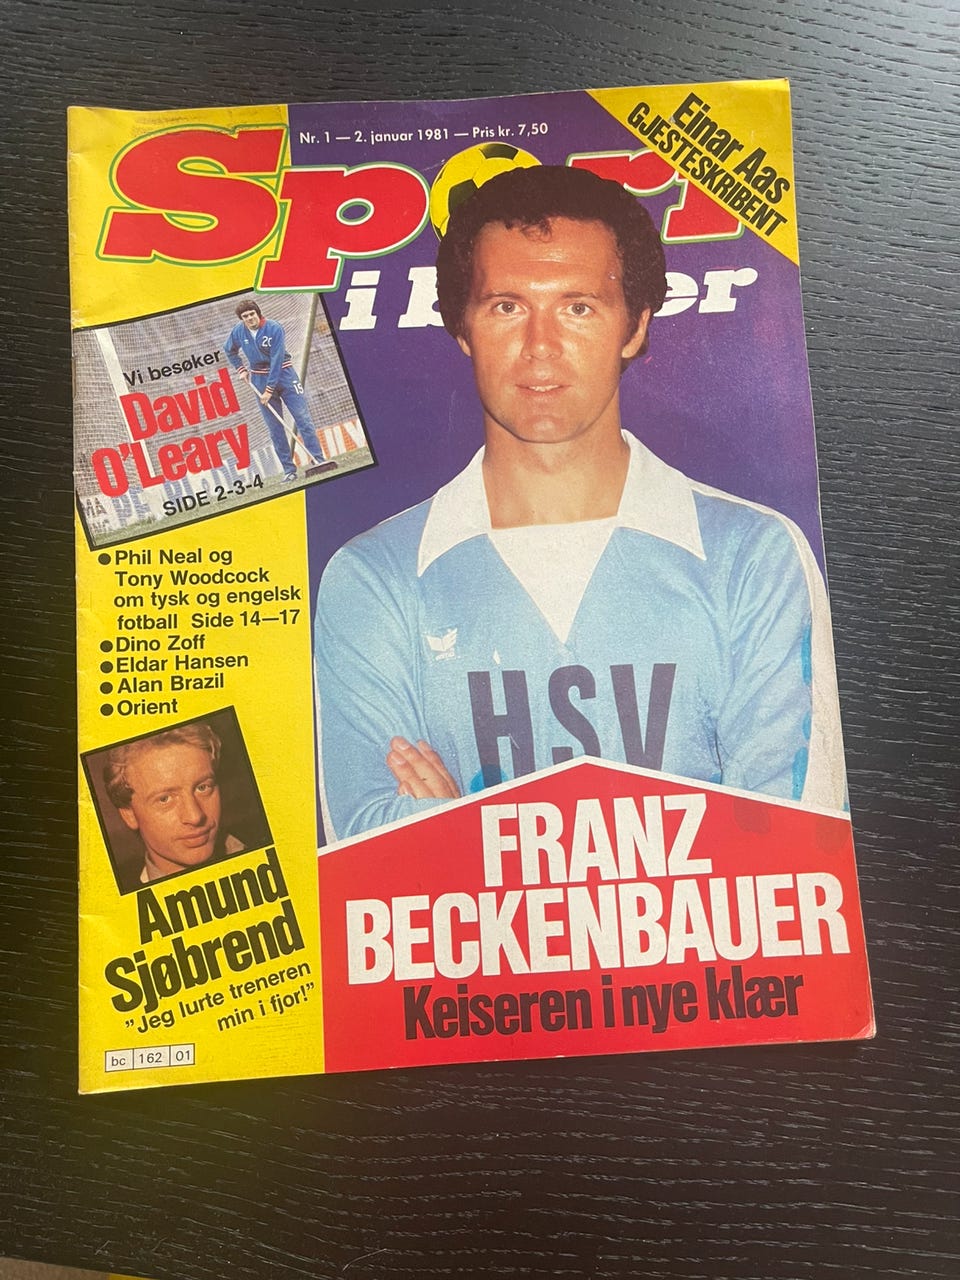 Nr. 1 — 2. januar 1981 — Pris kr. 7,50
Einar Aas
GJESTESKRIBENT
Sport
i b er
Vi besøker
David
O'Leary
SIDE 2-3-4
●Phil Neal og
Tony Woodcock
om tysk og engelsk
fotball Side 14—17
●Dino Zoff
●Eldar Hansen
●Alan Brazil
●Orient
HSV
Amund
Sjøbrend
”Jeg lurte treneren
min i fjor!”
FRANZ
BECKENBAUER
Keiseren i nye klær
bc 162 01